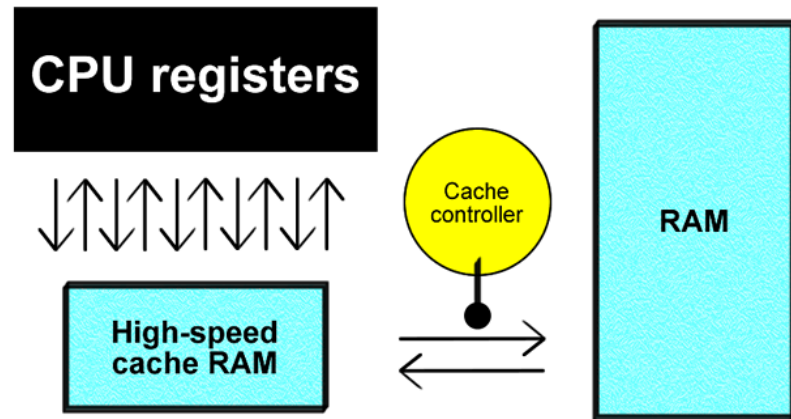 CPU registers
Cache
controller
RAM
High-speed
cache RAM